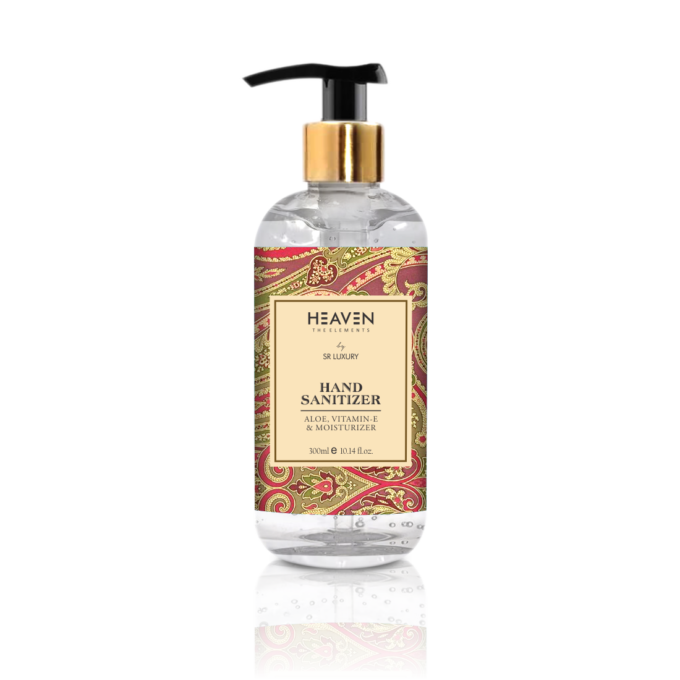 HEAVEN
THE ELEMENTS
by
SR LUXURY
HAND
SANITIZER
ALOE, VITAMIN-E
& MOISTURIZER
300ml e 10.14 fl.oz.